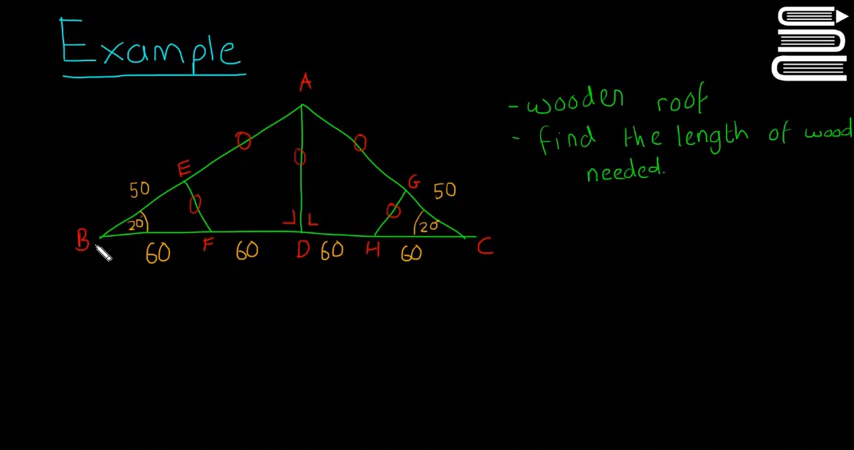 Example
A
- wooden roof
- find the length of wood
needed.
E
G
50
50
20
20
B
F
D
H
C
60
60
60
60